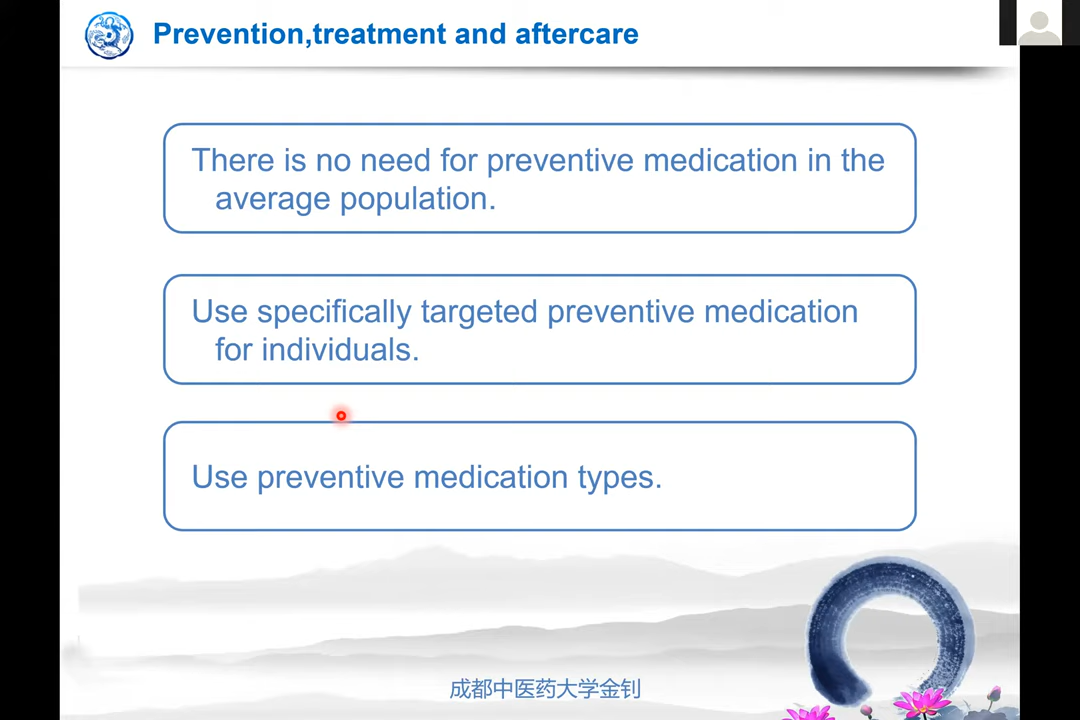 Prevention,treatment and aftercare
There is no need for preventive medication in the
average population.
Use specifically targeted preventive medication
for individuals.
Use preventive medication types.
成都中医药大学金钊